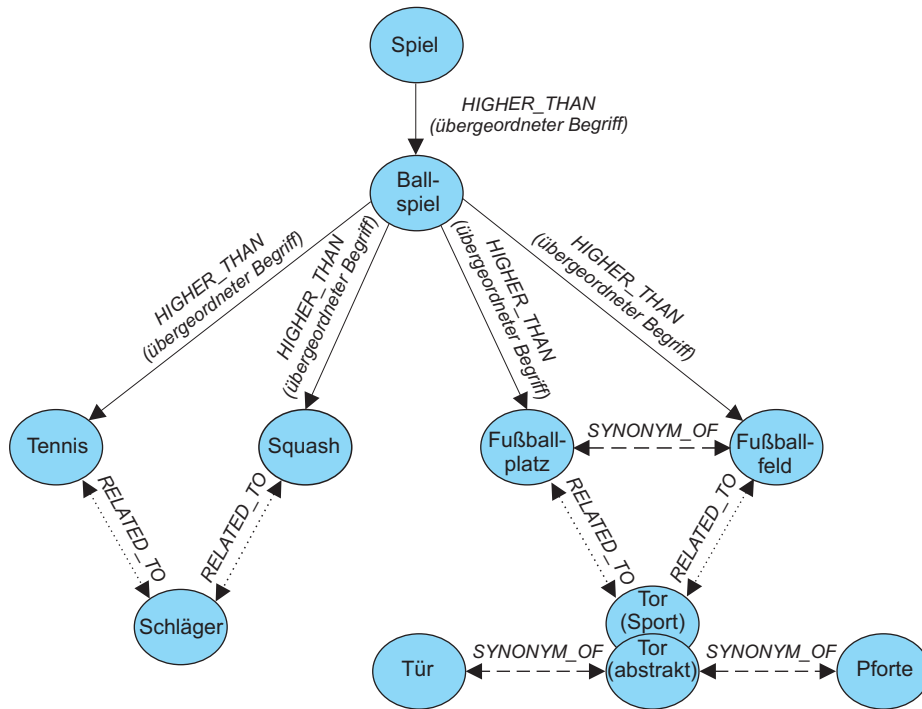 Spiel
HIGHER_THAN
(übergeordneter Begriff)
Ball-
spiel
HIGHER_THAN
(übergeordneter Begriff)
HIGHER_THAN
(übergeordneter Begriff)
HIGHER_THAN
(übergeordneter Begriff)
HIGHER_THAN
(übergeordneter Begriff)
Tennis
Squash
Fußball-
platz
SYNONYM_OF
Fußball-
feld
RELATED_TO
RELATED_TO
RELATED_TO
RELATED_TO
Schläger
Tor
(Sport)
Tür
SYNONYM_OF
Tor
(abstrakt)
SYNONYM_OF
Pforte